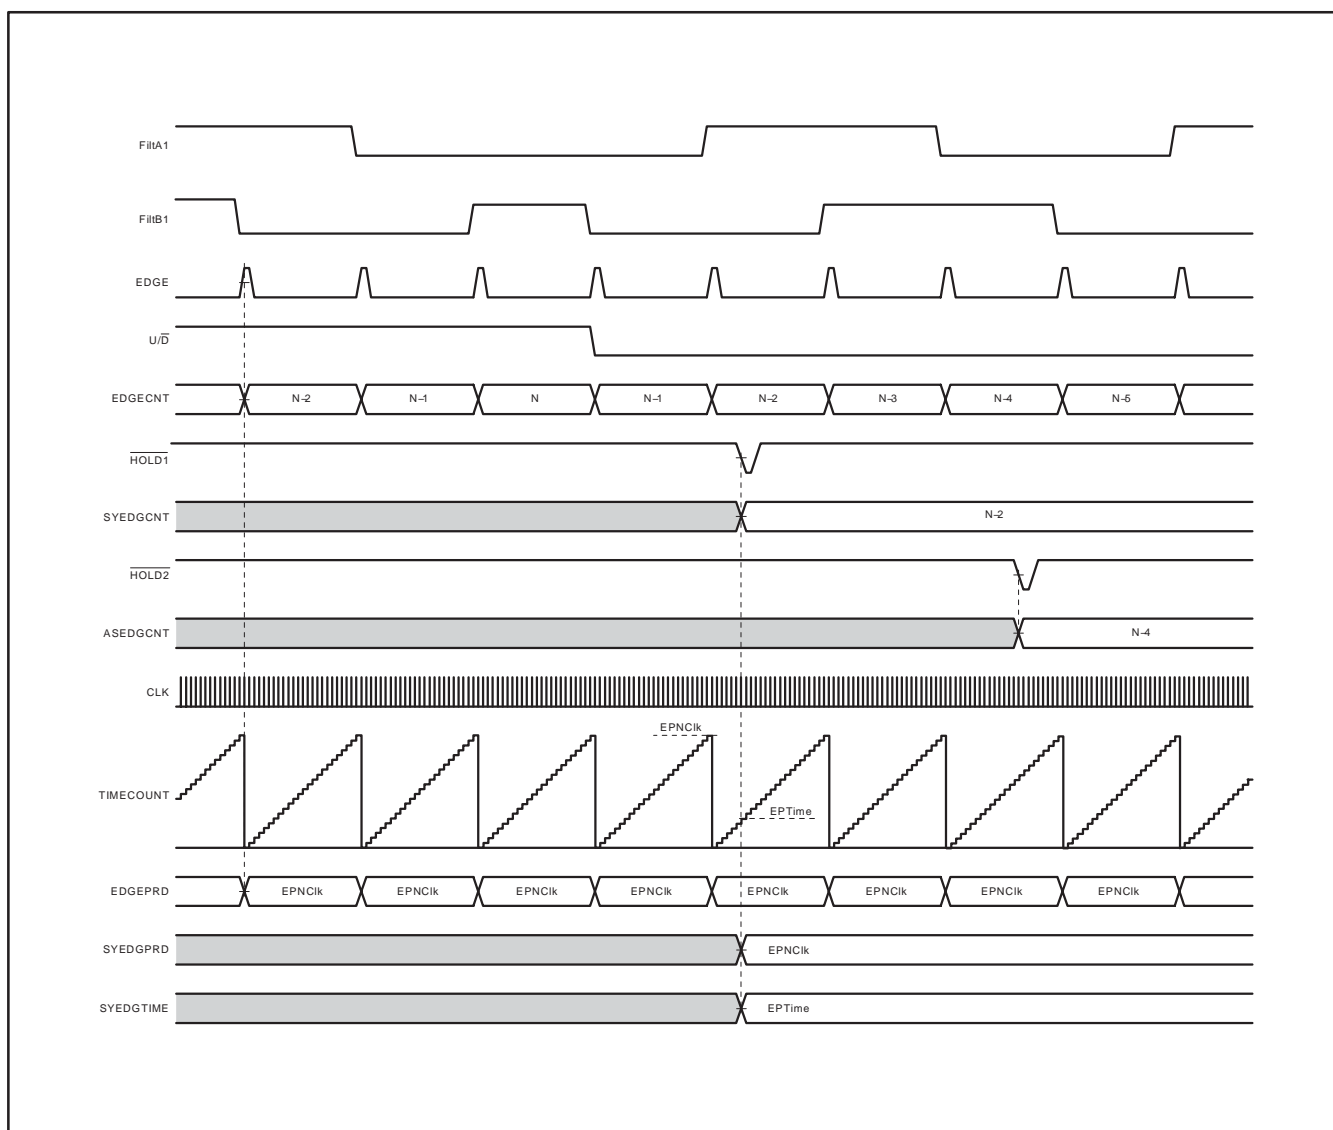 FiltA1
FiltB1
EDGE
U/D̅
EDGECNT N–2 N–1 N N–1 N–2 N–3 N–4 N–5
HOLD1
SYEDGCNT N–2
HOLD2
ASEDGCNT N–4
CLK
EPNClk
TIMECOUNT
EPTime
EDGEPRD EPNClk EPNClk EPNClk EPNClk EPNClk EPNClk EPNClk EPNClk
SYEDGPRD EPNClk
SYEDGTIME EPTime